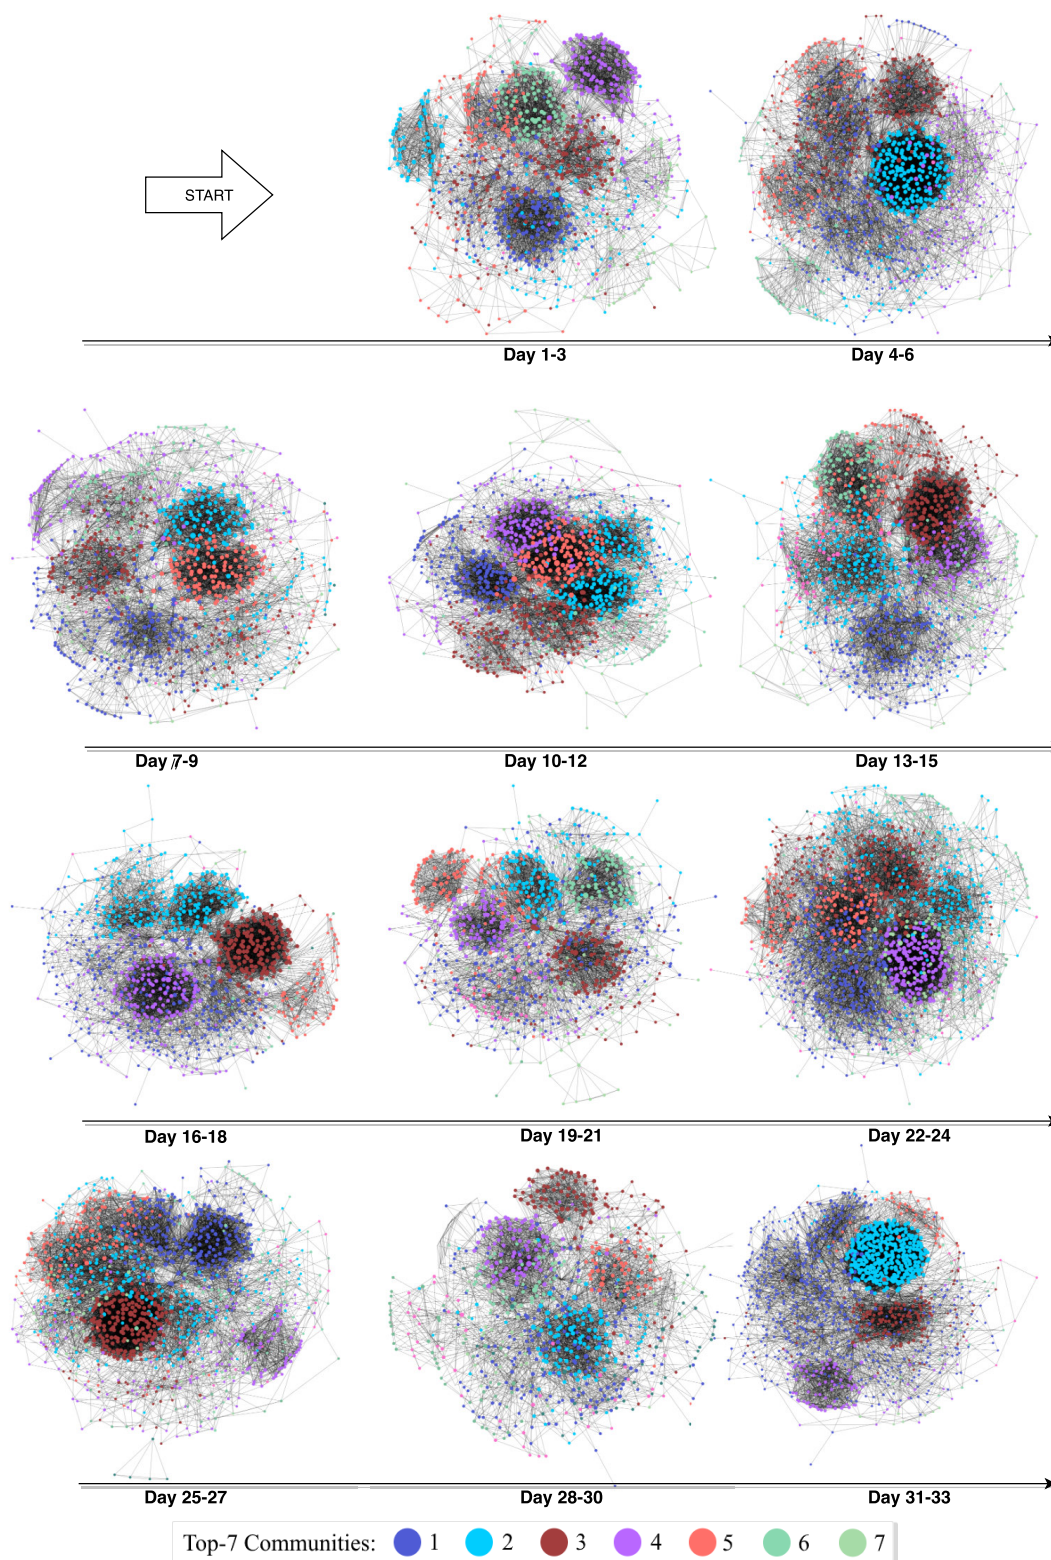 START
Day 1-3
Day 4-6
Day 7-9
Day 10-12
Day 13-15
Day 16-18
Day 19-21
Day 22-24
Day 25-27
Day 28-30
Day 31-33
Top-7 Communities: 1 2 3 4 5 6 7